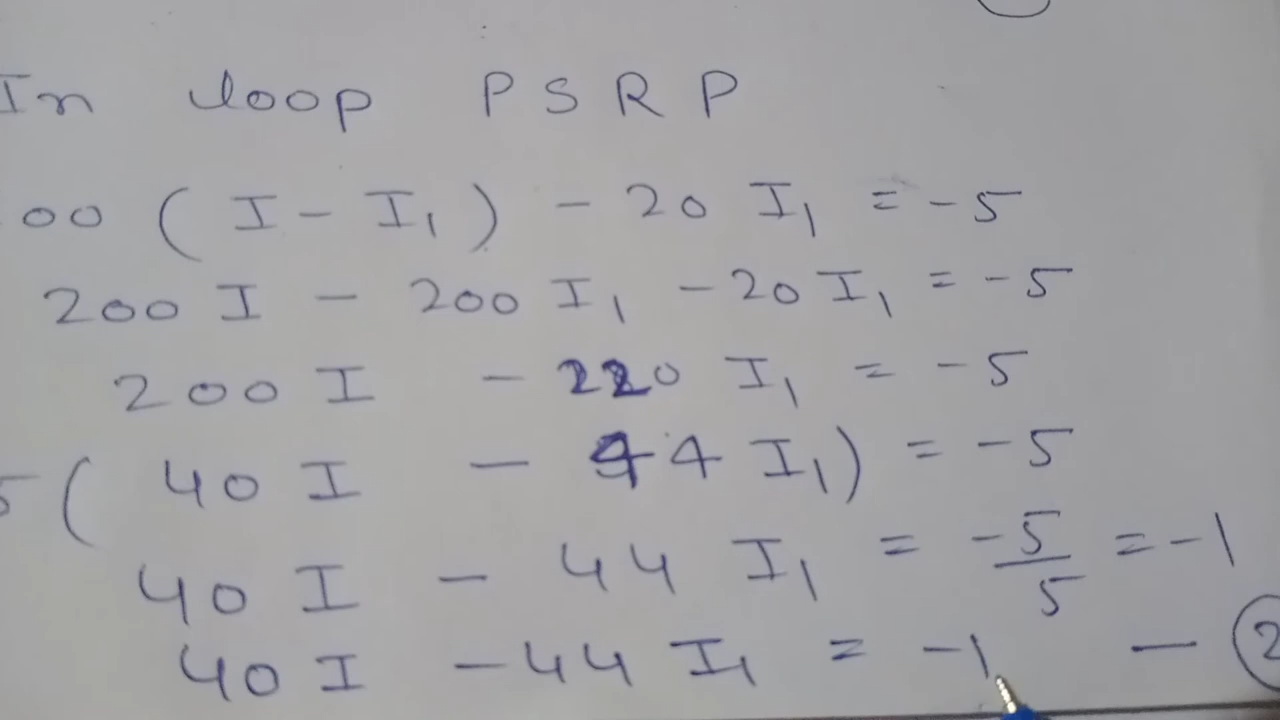 In loop PSRP
00 (I - I₁) - 20 I₁ = -5
200 I - 200 I₁ - 20 I₁ = -5
200 I - 220 I₁ = -5
5 ( 40 I - 44 I₁) = -5
40 I - 44 I₁ = -5/5 = -1
40 I - 44 I₁ = -1 — ②